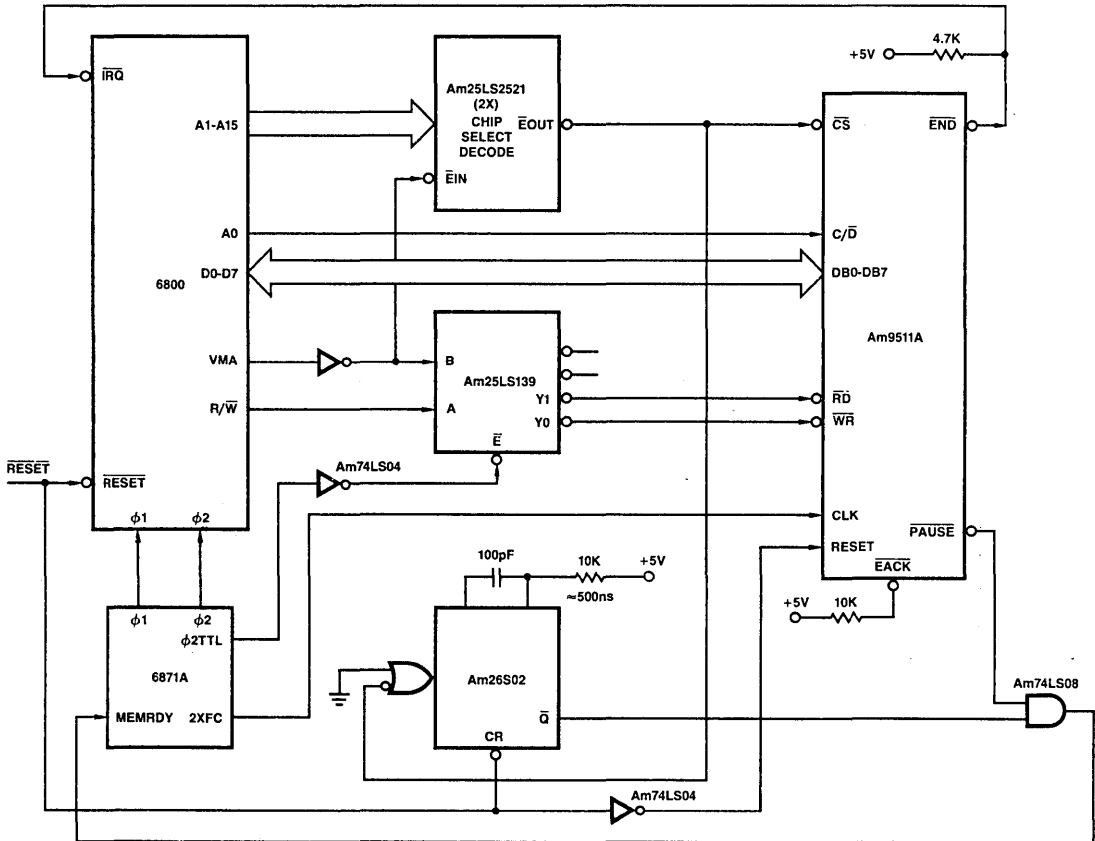 4.7K
+5V
IRQ
A1-A15
Am25LS2521
(2X)
CHIP
SELECT
DECODE
EOUT
EIN
CS
END
A0
C/D
D0-D7
DB0-DB7
6800
Am9511A
VMA
B
Am25LS139
R/W
A
Y1
Y0
RD
WR
E
Am74LS04
RESET
RESET
φ1
φ2
CLK
RESET
PAUSE
EACK
100pF
10K
≈500ns
+5V
+5V
10K
φ1
φ2
φ2TTL
6871A
MEMRDY
2XFC
Am26S02
Q
CR
Am74LS08
Am74LS04